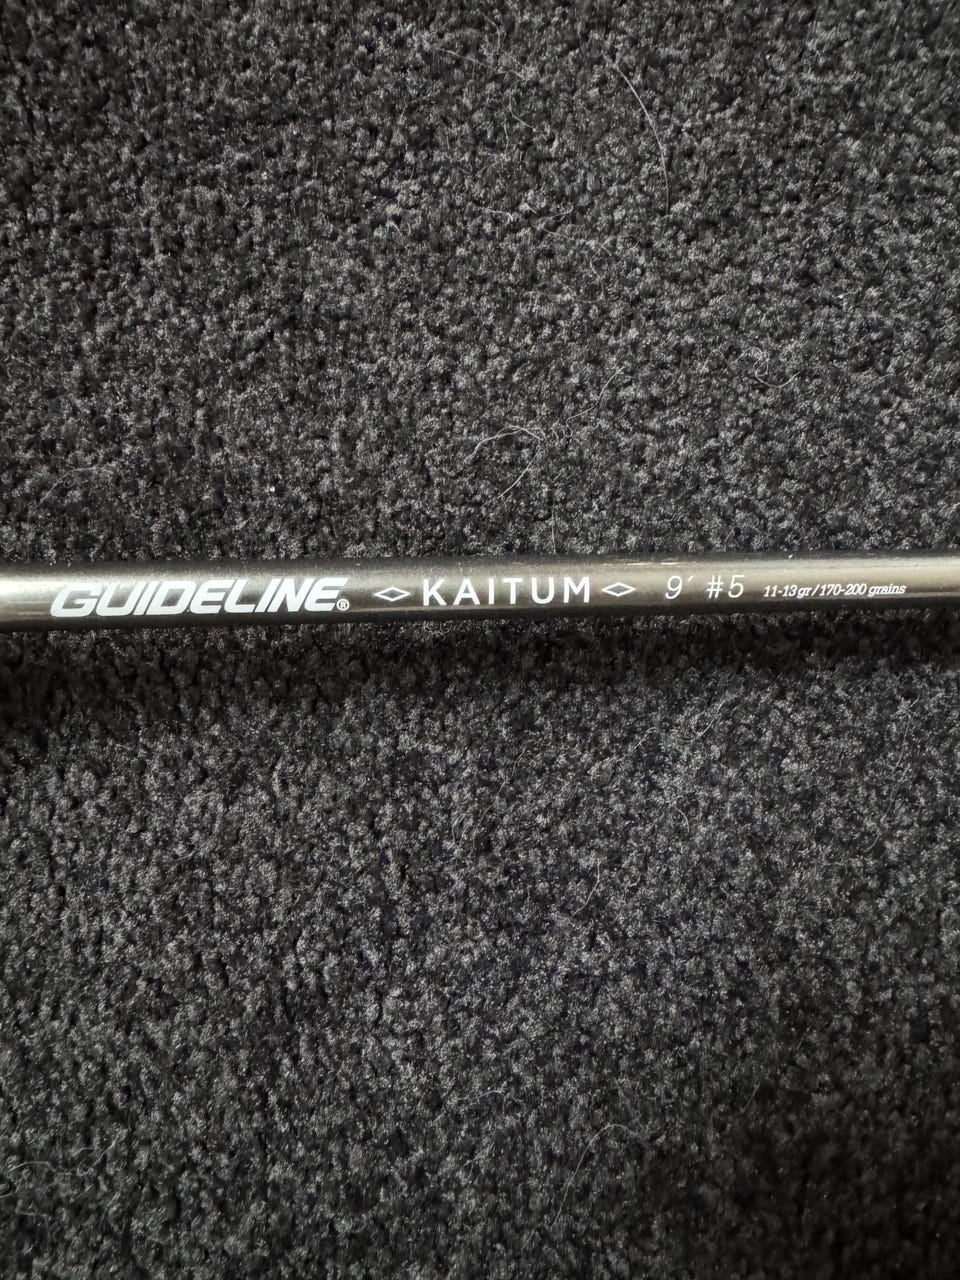 GUIDELINE® <> KAITUM <> 9´ #5 11-13 gr / 170-200 grains